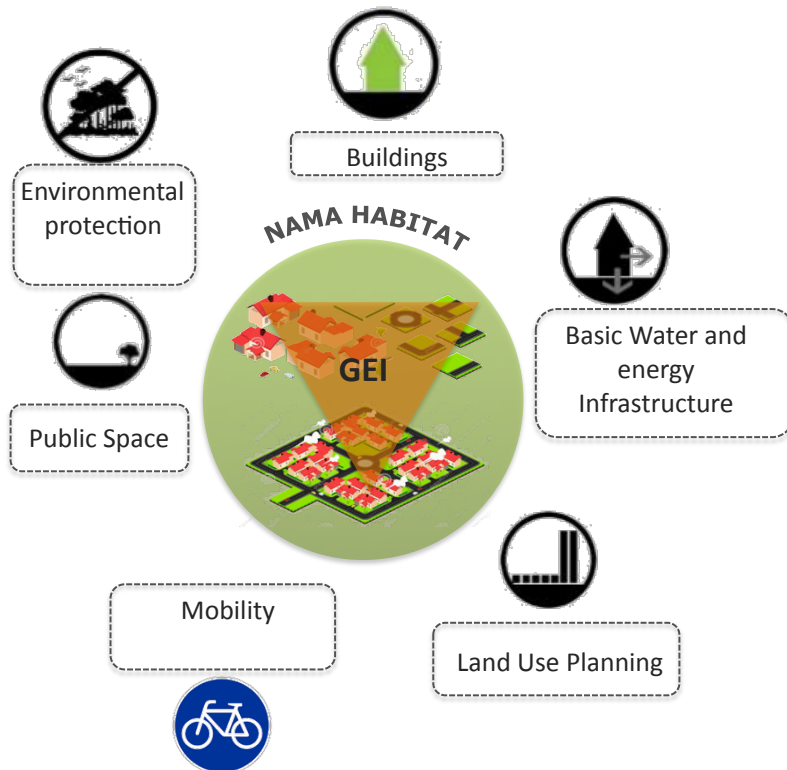 Buildings
Environmental
protection
NAMA HABITAT
Basic Water and
energy
Infrastructure
GEI
Public Space
Mobility
Land Use Planning